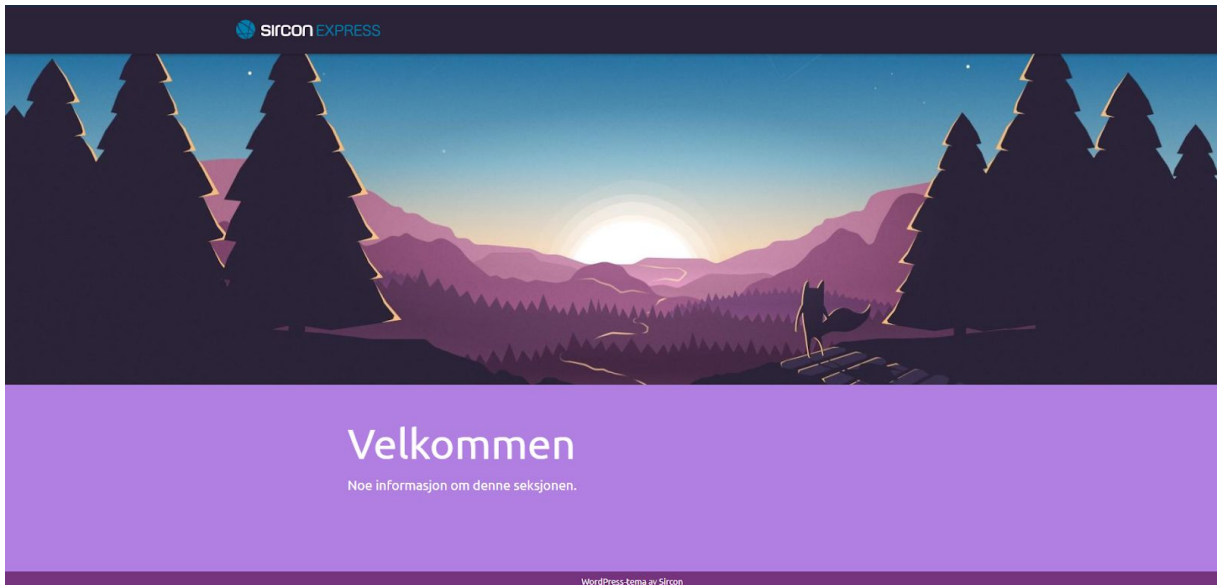 sircon EXPRESS
Velkommen
Noe informasjon om denne seksjonen.
WordPress-tema av Sircon